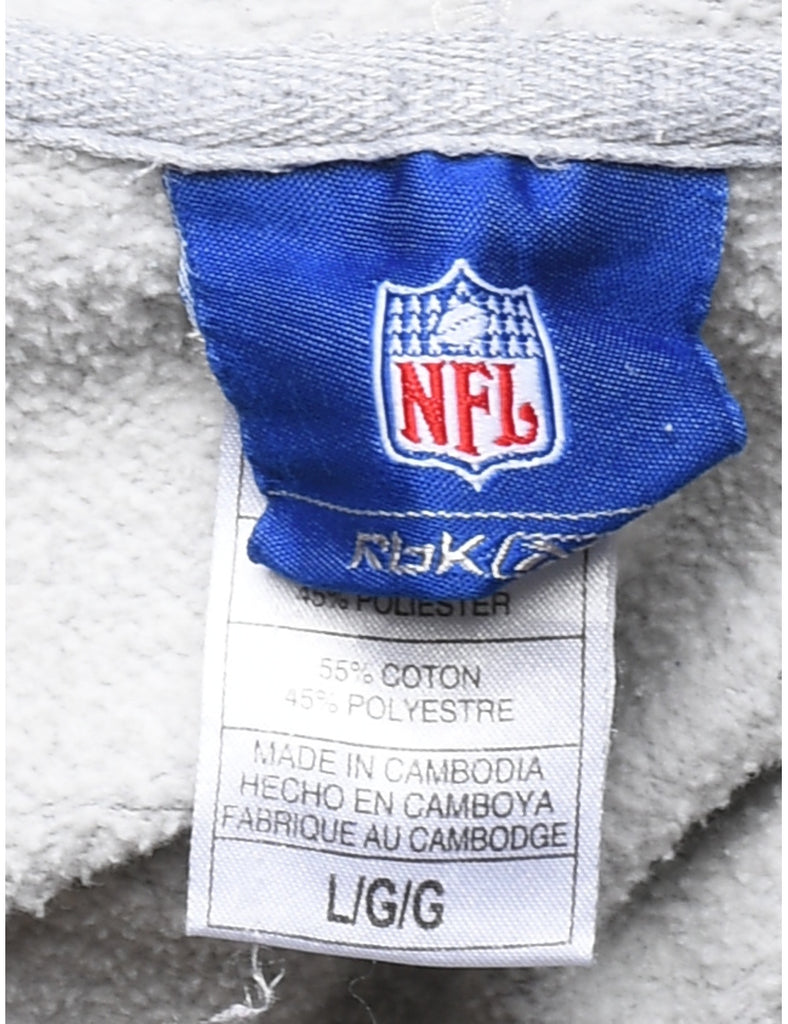 NFL
Rbk
45% POLIESTER
55% COTON
45% POLYESTRE
MADE IN CAMBODIA
HECHO EN CAMBOYA
FABRIQUE AU CAMBODGE
L/G/G